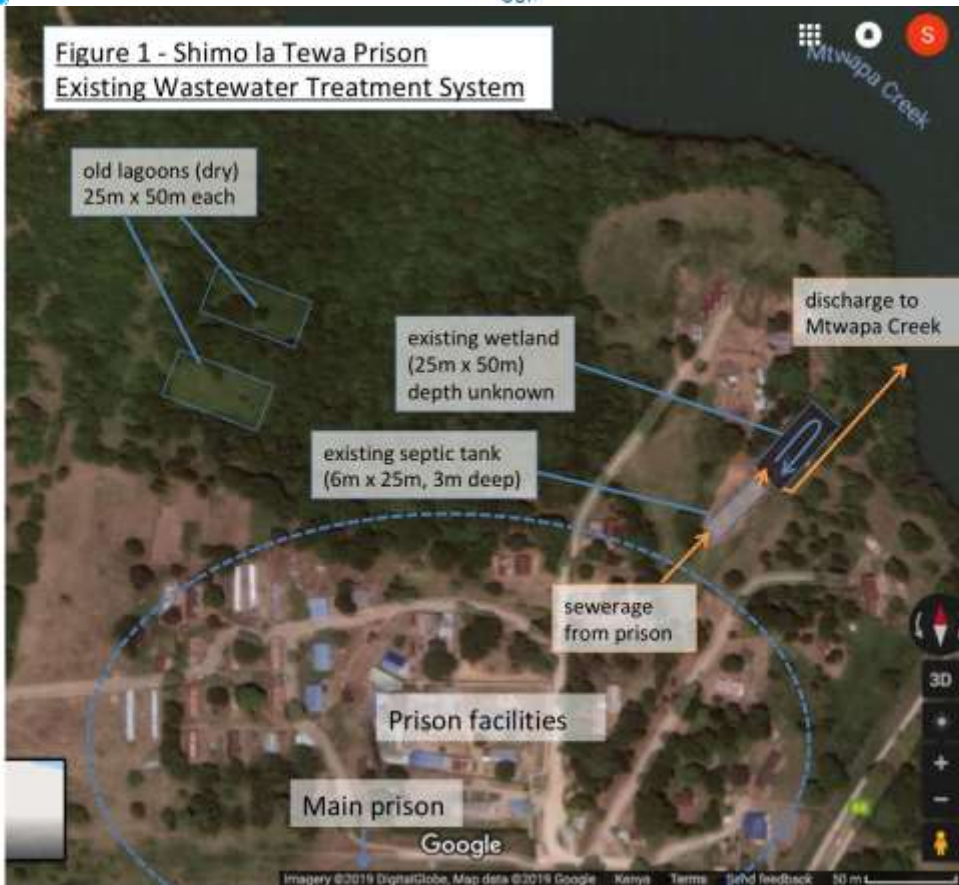 Figure 1 - Shimo la Tewa Prison
Existing Wastewater Treatment System
S
Mtwapa Creek
old lagoons (dry)
25m x 50m each
discharge to
Mtwapa Creek
existing wetland
(25m x 50m)
depth unknown
existing septic tank
(6m x 25m, 3m deep)
sewerage
from prison
3D
Prison facilities
Main prison
Google
Imagery ©2019 DigitalGlobe, Map data ©2019 Google Kenya Terms Send feedback 50 m